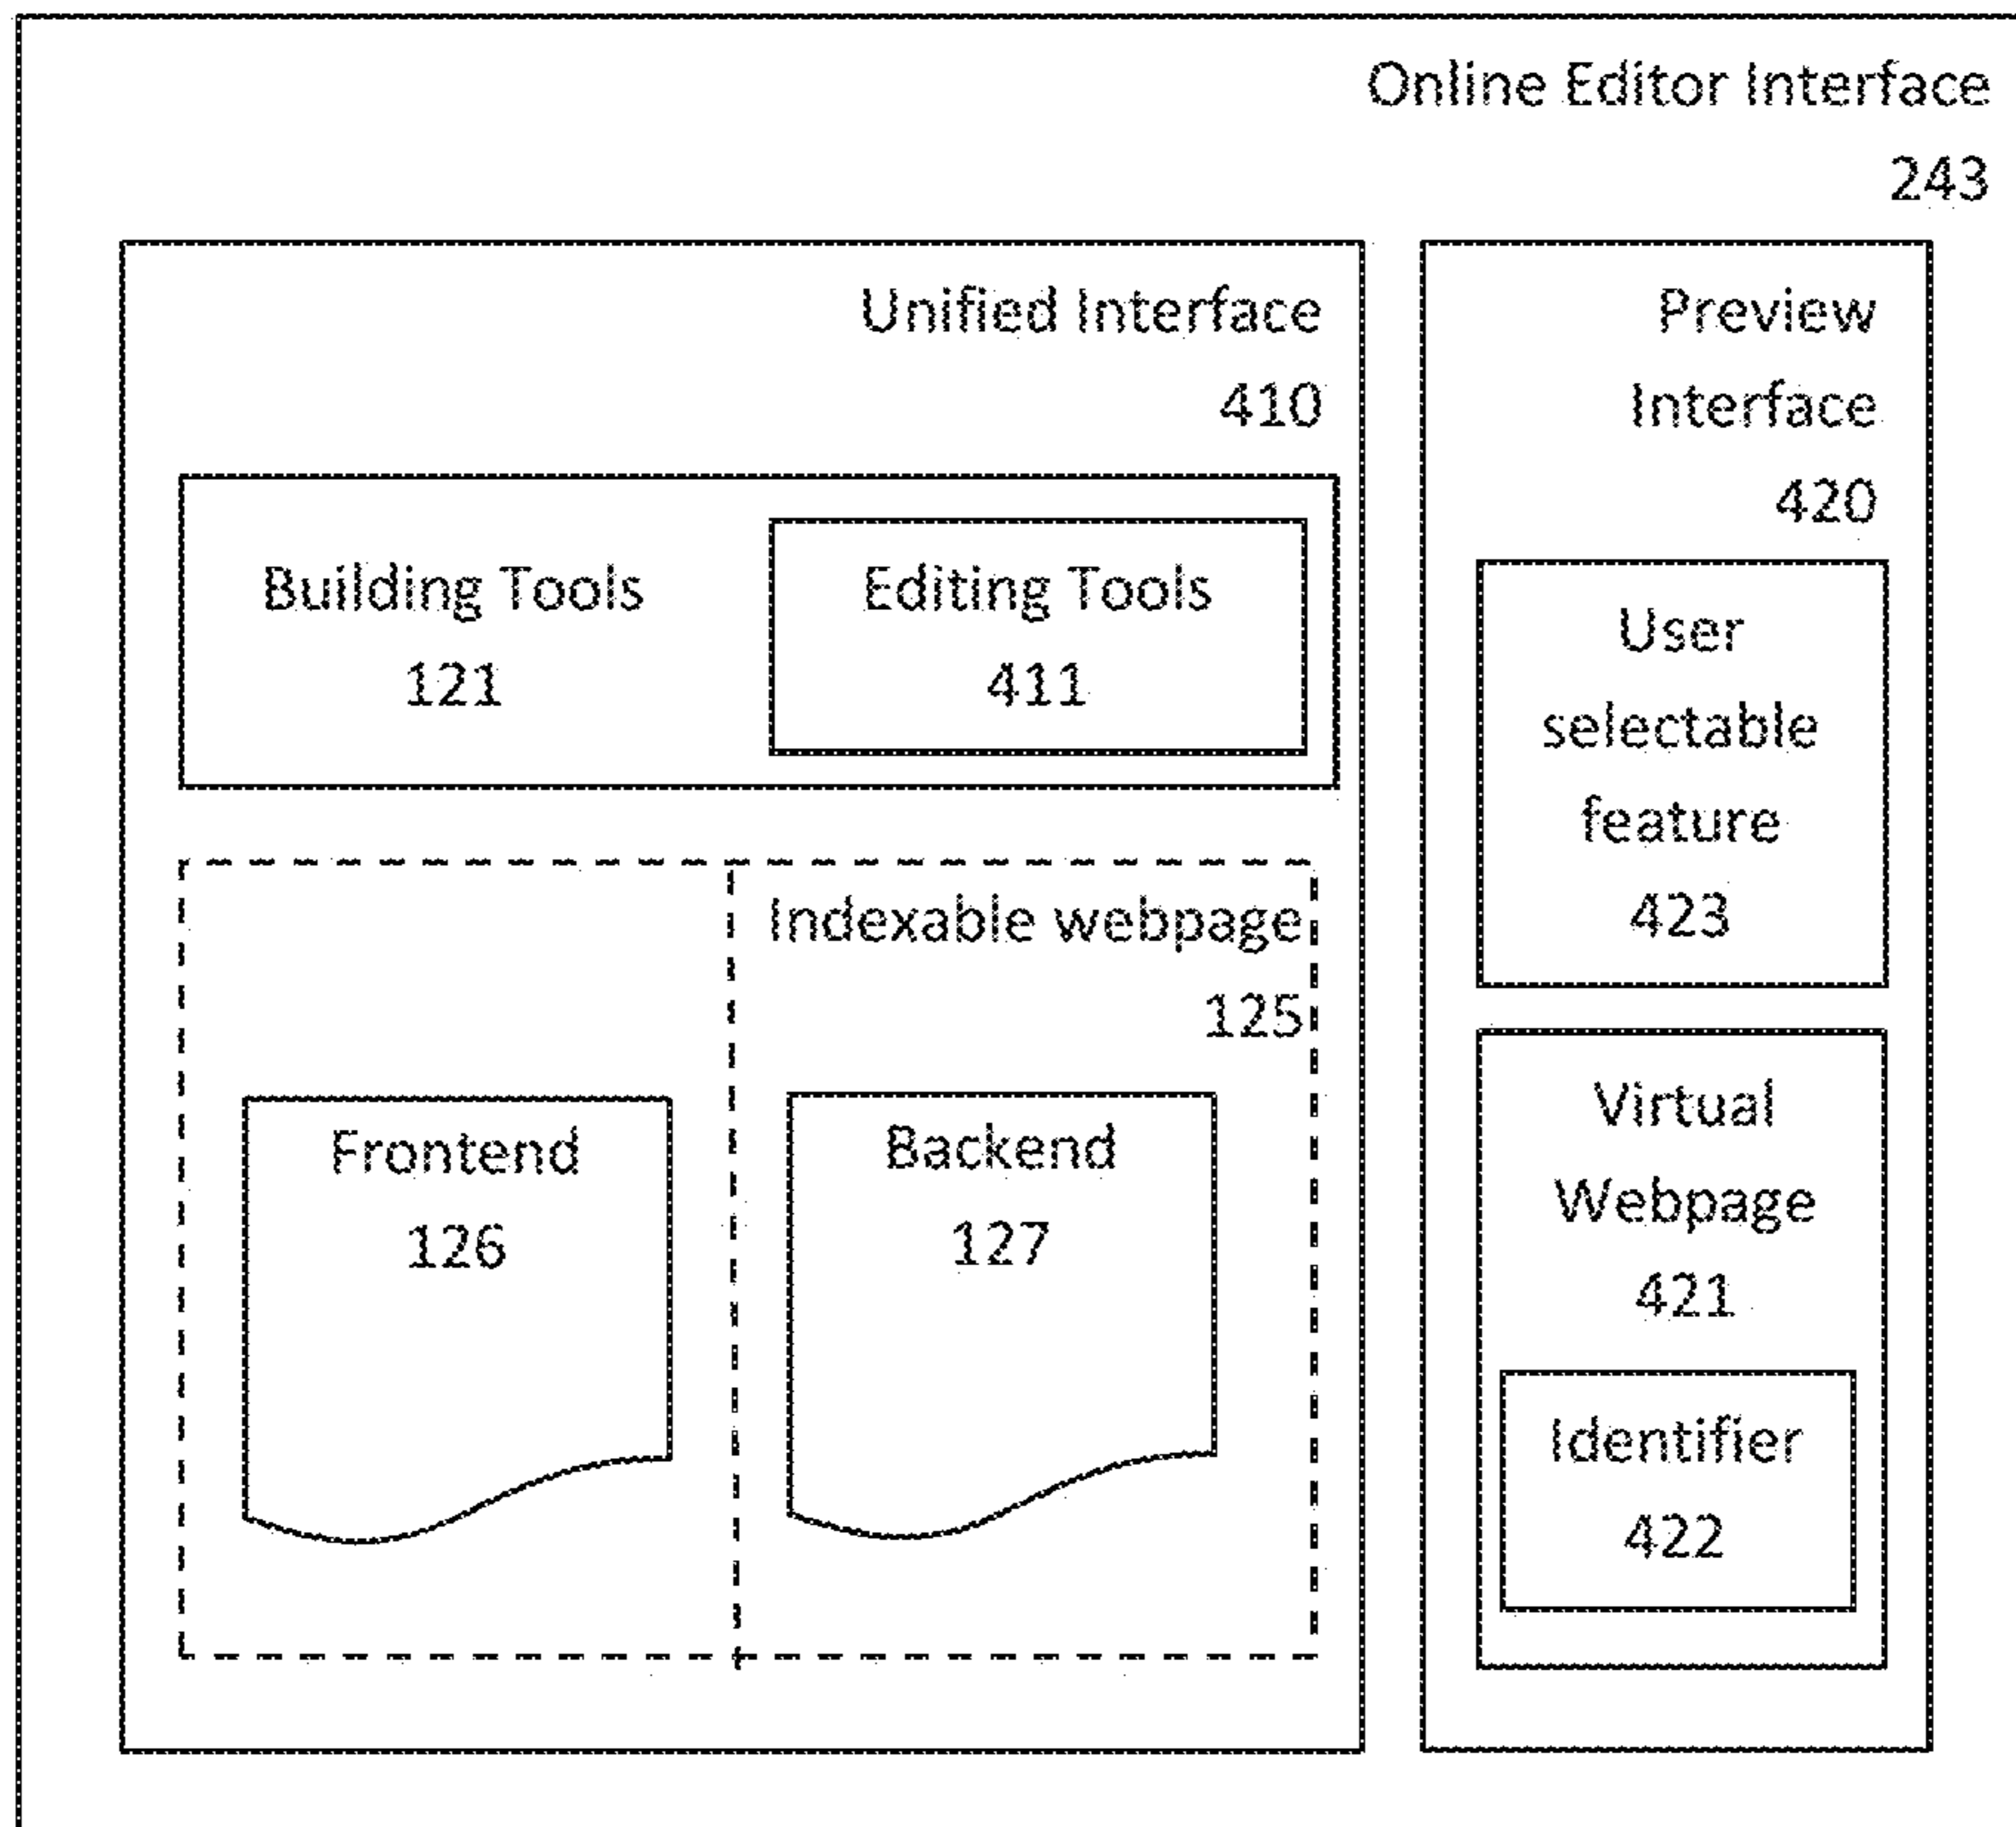 Online Editor Interface
243
Unified Interface
410
Building Tools
121
Editing Tools
411
Indexable webpage
125
Frontend
126
Backend
127
Preview
Interface
420
User
selectable
feature
423
Virtual
Webpage
421
Identifier
422